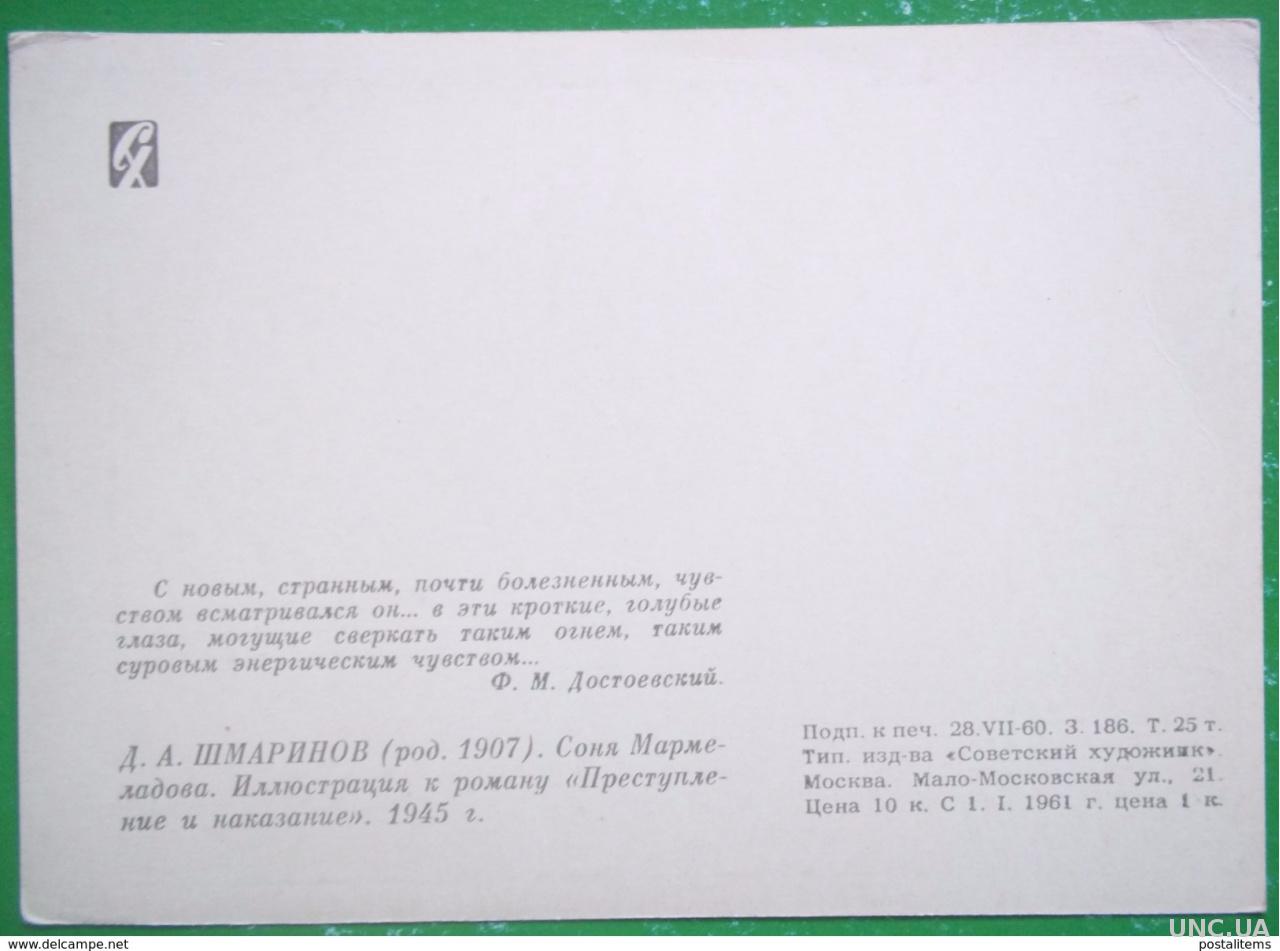 СХ
С новым, странным, почти болезненным, чув-
ством всматривался он... в эти кроткие, голубые
глаза, могущие сверкать таким огнем, таким
суровым энергическим чувством...
Ф. М. Достоевский.
Д. А. ШМАРИНОВ (род. 1907). Соня Марме-
ладова. Иллюстрация к роману «Преступле-
ние и наказание». 1945 г.
Подп. к печ. 28.VII-60. З. 186. Т. 25 т.
Тип. изд-ва «Советский художник».
Москва. Мало-Московская ул., 21.
Цена 10 к. С 1. I. 1961 г. цена 1 к.
UNC.UA
www.delcampe.net
postalitems